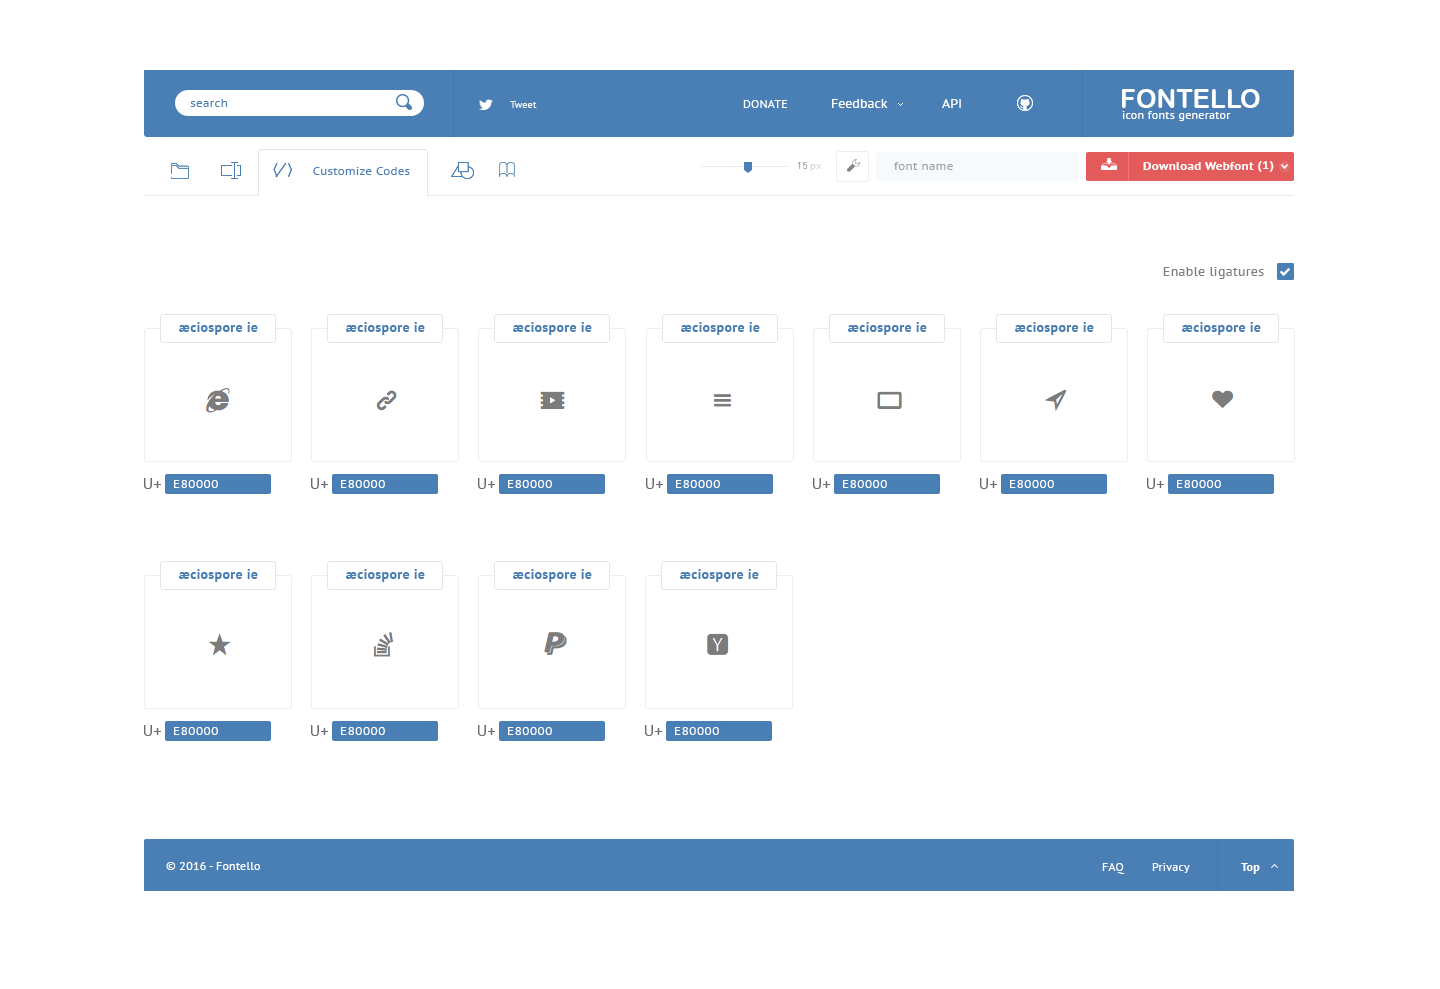 search
Tweet
DONATE
Feedback
API
FONTELLO
icon fonts generator
Customize Codes
15 px
font name
Download Webfont (1)
Enable ligatures
æciospore ie æciospore ie æciospore ie æciospore ie æciospore ie æciospore ie æciospore ie
U+ E80000 U+ E80000 U+ E80000 U+ E80000 U+ E80000 U+ E80000 U+ E80000
æciospore ie æciospore ie æciospore ie æciospore ie
U+ E80000 U+ E80000 U+ E80000 U+ E80000
© 2016 - Fontello
FAQ
Privacy
Top